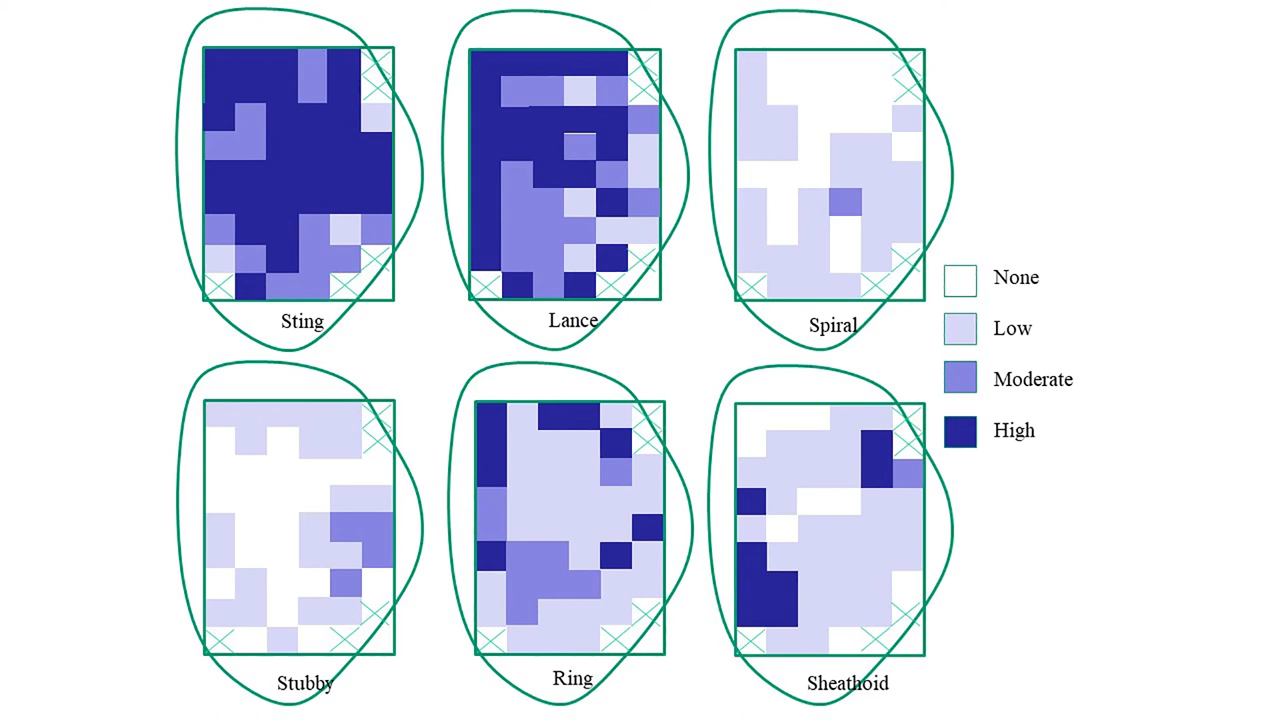 Sting
Lance
Spiral
None
Low
Moderate
High
Stubby
Ring
Sheathoid